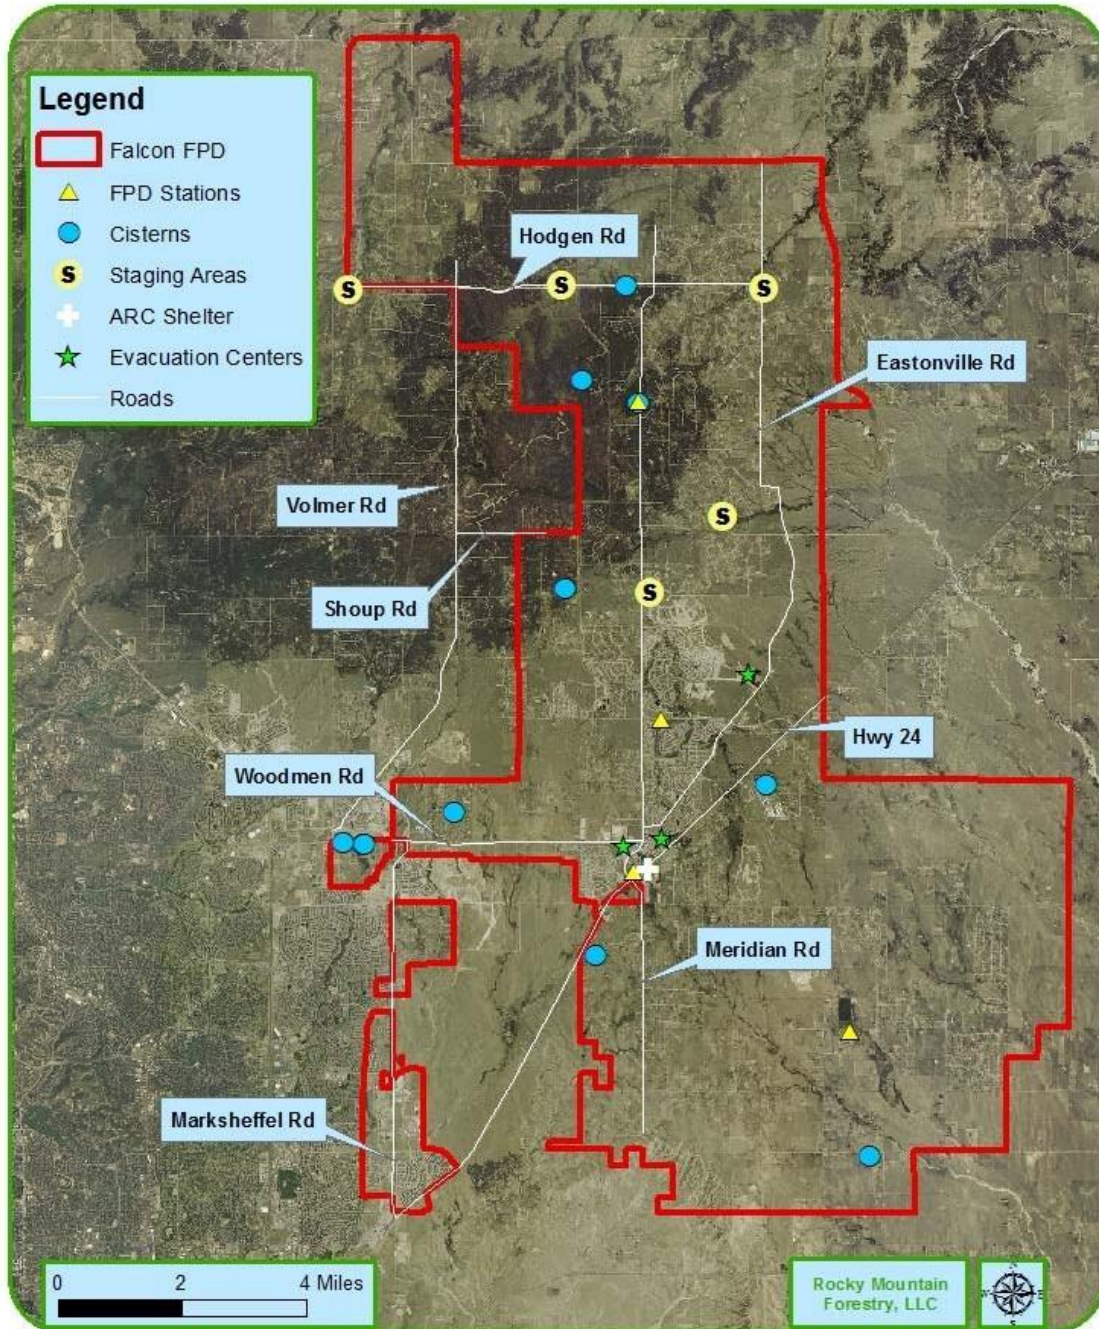 Legend
Falcon FPD
FPD Stations
Cisterns
S Staging Areas
ARC Shelter
Evacuation Centers
Roads
Hodgen Rd
S
S
S
Eastonville Rd
Volmer Rd
S
Shoup Rd
S
Hwy 24
Woodmen Rd
Meridian Rd
Marksheffel Rd
0 2 4 Miles
Rocky Mountain
Forestry, LLC
N
W E
S